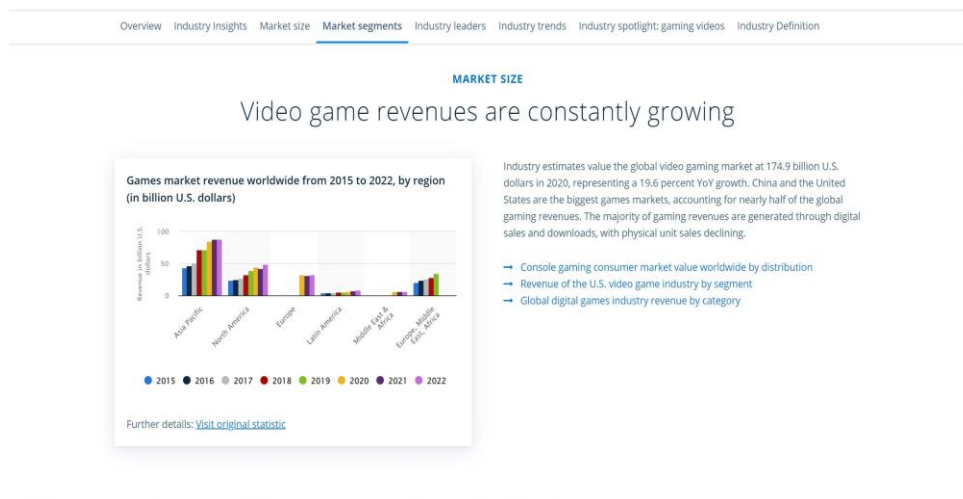 Overview Industry Insights Market size Market segments Industry leaders Industry trends Industry spotlight: gaming videos Industry Definition
MARKET SIZE
Video game revenues are constantly growing
Games market revenue worldwide from 2015 to 2022, by region
(in billion U.S. dollars)
Revenue in billion U.S.
dollars
100
50
0
Asia Pacific
North America
Europe
Latin America
Middle East &
Africa
Europe, Middle
East, Africa
2015 2016 2017 2018 2019 2020 2021 2022
Further details: Visit original statistic
Industry estimates value the global video gaming market at 174.9 billion U.S.
dollars in 2020, representing a 19.6 percent YoY growth. China and the United
States are the biggest games markets, accounting for nearly half of the global
gaming revenues. The majority of gaming revenues are generated through digital
sales and downloads, with physical unit sales declining.
→ Console gaming consumer market value worldwide by distribution
→ Revenue of the U.S. video game industry by segment
→ Global digital games industry revenue by category